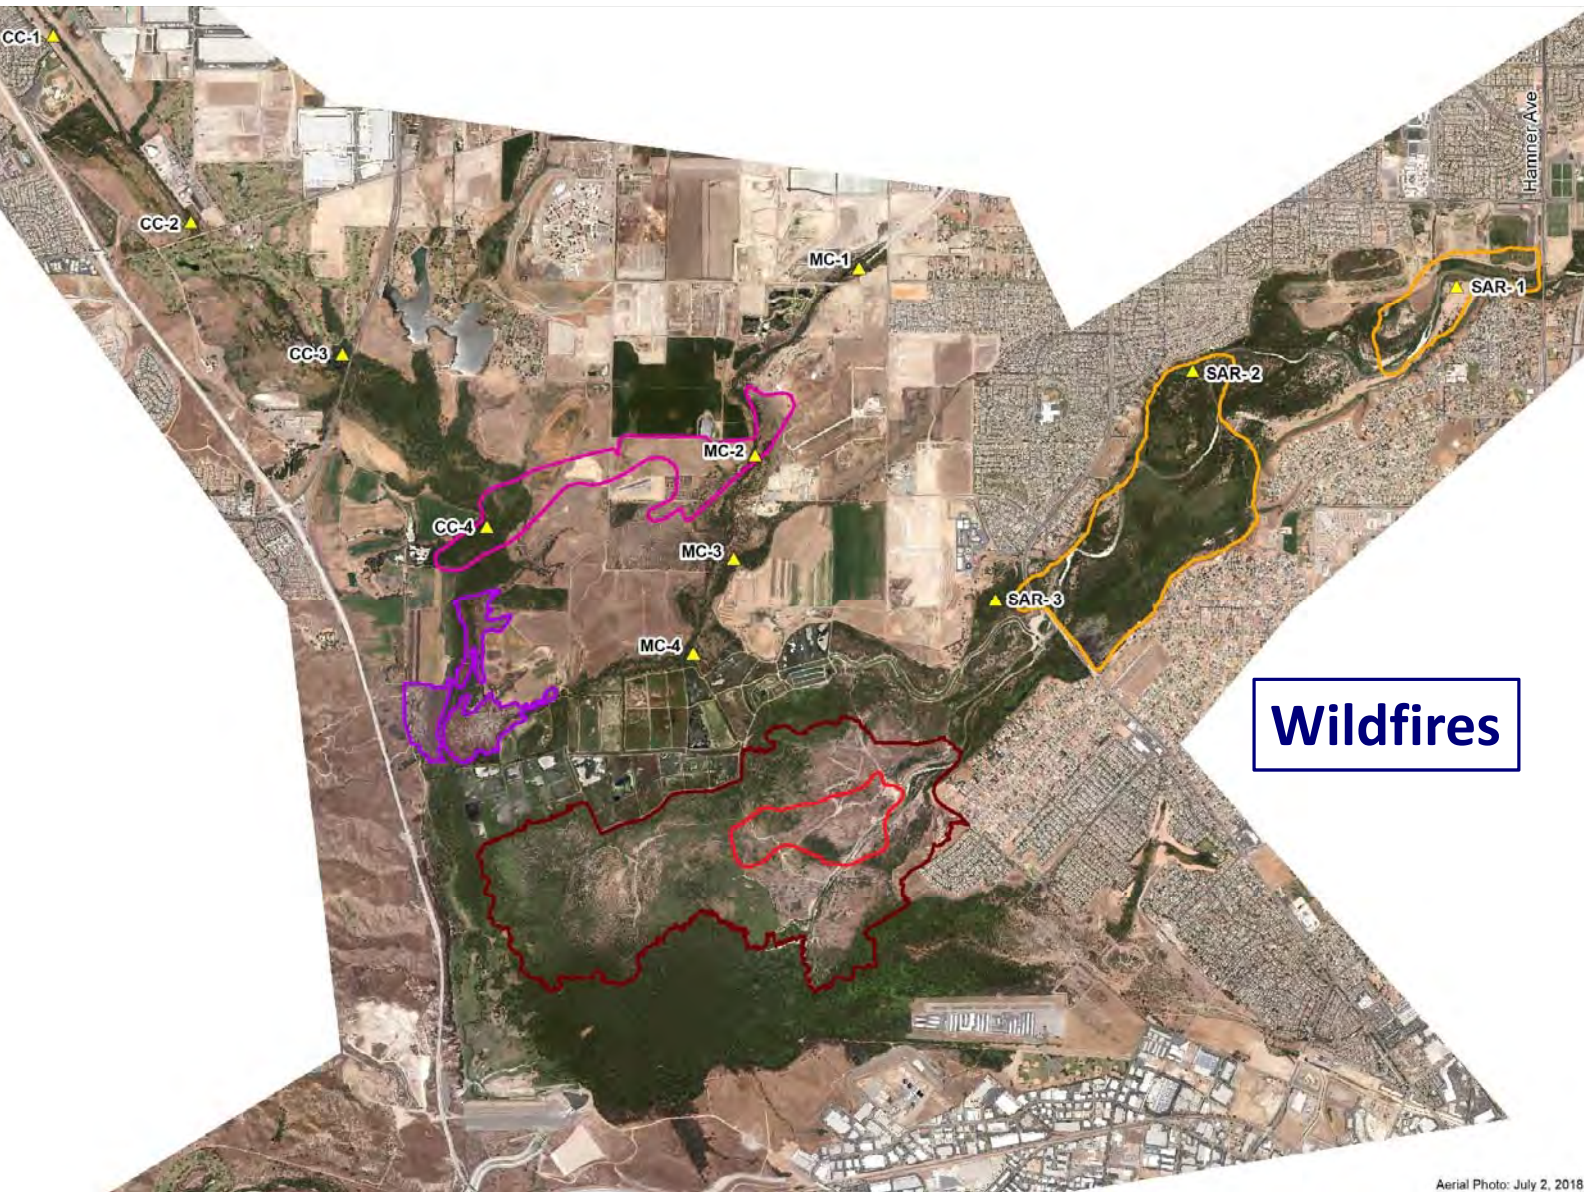 CC-1
Hamner Ave
CC-2
MC-1
SAR-1
CC-3
SAR-2
MC-2
CC-4
MC-3
SAR-3
MC-4
Wildfires
Aerial Photo: July 2, 2018